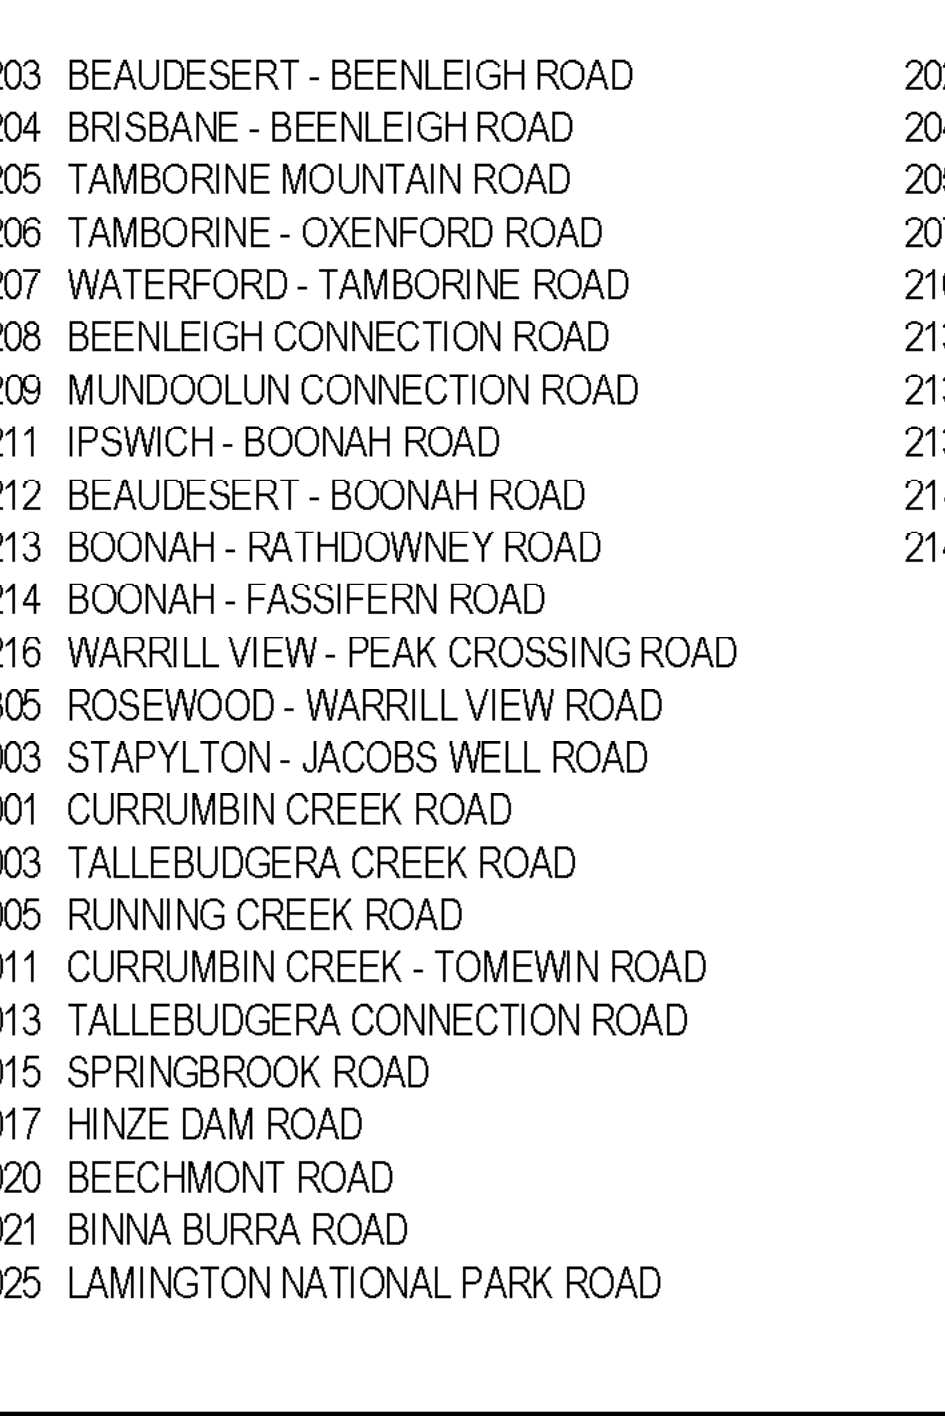 203 BEAUDESERT - BEENLEIGH ROAD
204 BRISBANE - BEENLEIGH ROAD
205 TAMBORINE MOUNTAIN ROAD
206 TAMBORINE - OXENFORD ROAD
207 WATERFORD - TAMBORINE ROAD
208 BEENLEIGH CONNECTION ROAD
209 MUNDOOLUN CONNECTION ROAD
211 IPSWICH - BOONAH ROAD
212 BEAUDESERT - BOONAH ROAD
213 BOONAH - RATHDOWNEY ROAD
214 BOONAH - FASSIFERN ROAD
216 WARRILL VIEW - PEAK CROSSING ROAD
305 ROSEWOOD - WARRILL VIEW ROAD
003 STAPYLTON - JACOBS WELL ROAD
001 CURRUMBIN CREEK ROAD
003 TALLEBUDGERA CREEK ROAD
005 RUNNING CREEK ROAD
011 CURRUMBIN CREEK - TOMEWIN ROAD
013 TALLEBUDGERA CONNECTION ROAD
015 SPRINGBROOK ROAD
017 HINZE DAM ROAD
020 BEECHMONT ROAD
021 BINNA BURRA ROAD
025 LAMINGTON NATIONAL PARK ROAD